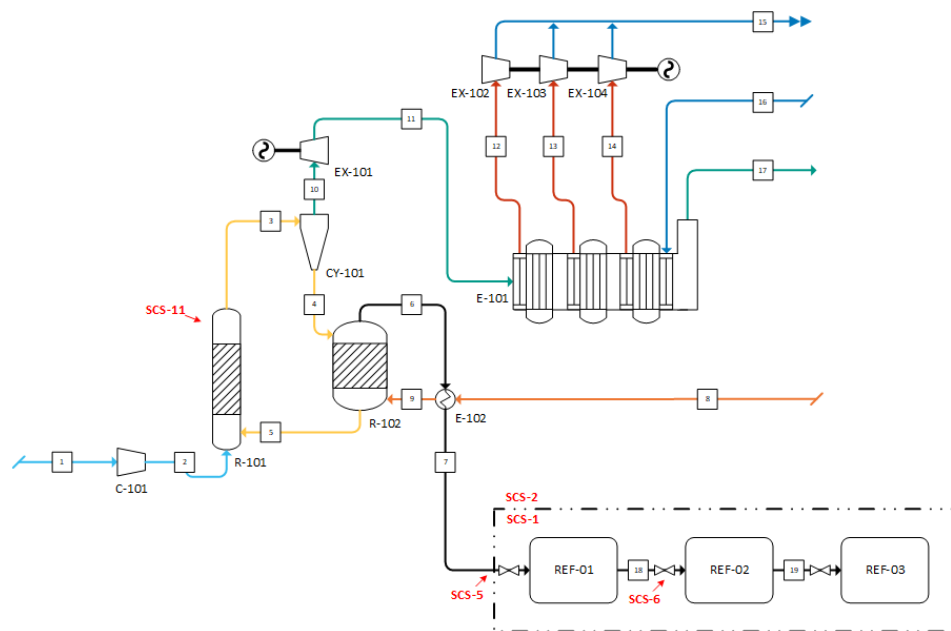 15
EX-102
EX-103
EX-104
16
11
12
13
14
EX-101
17
10
3
CY-101
E-101
4
6
SCS-11
9
8
R-102
E-102
5
R-101
7
1
2
C-101
SCS-2
SCS-1
REF-01
18
REF-02
19
REF-03
SCS-5
SCS-6